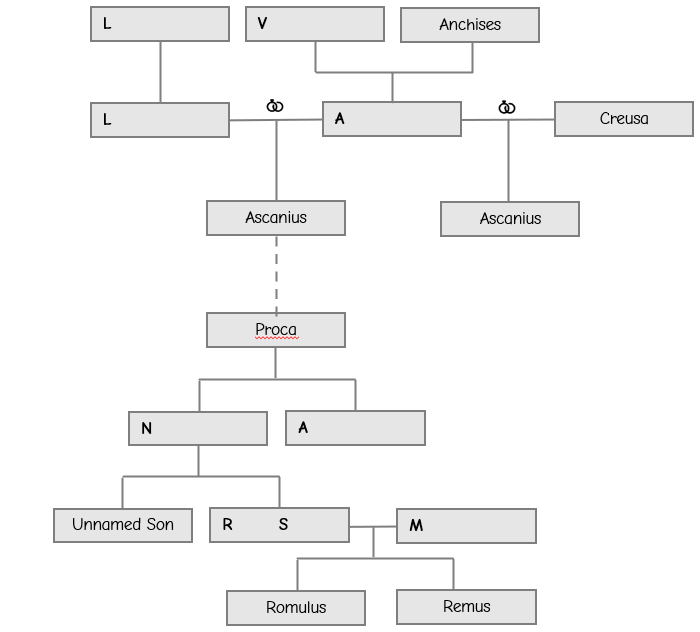 L
V
Anchises
L
A
Creusa
Ascanius
Ascanius
Proca
N
A
Unnamed Son
R S
M
Romulus
Remus